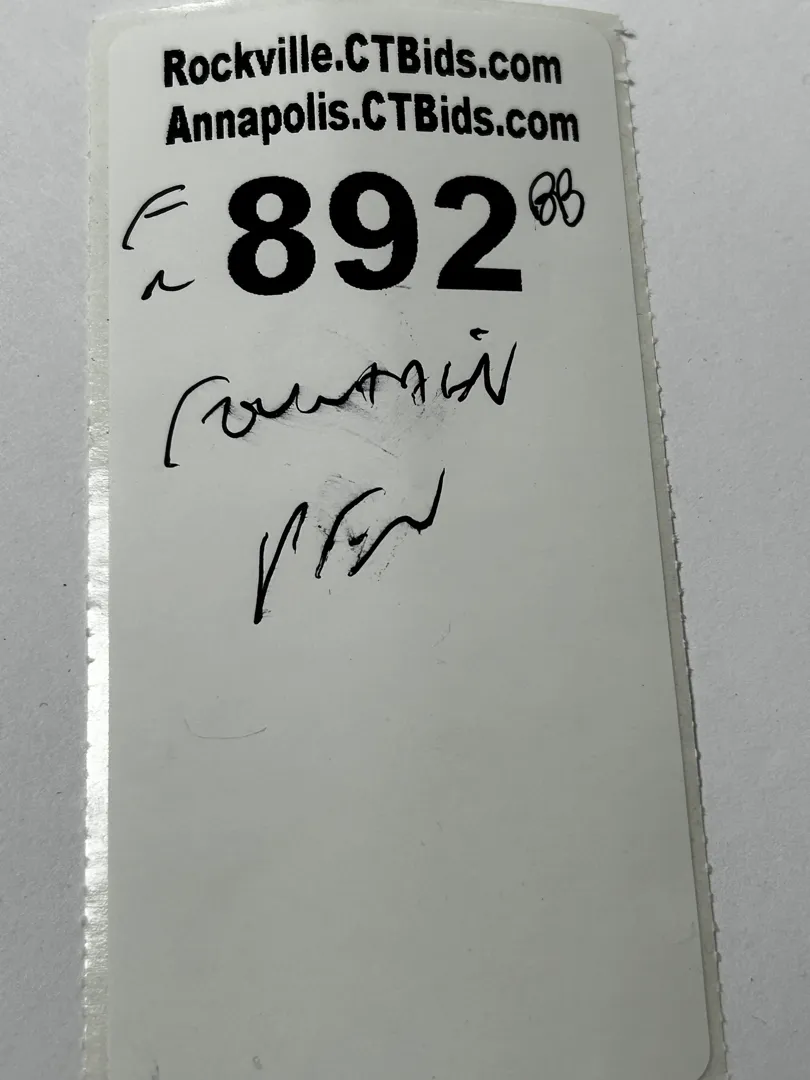 Rockville.CTBids.com
Annapolis.CTBids.com
F 892 BB
Fountain
Pen